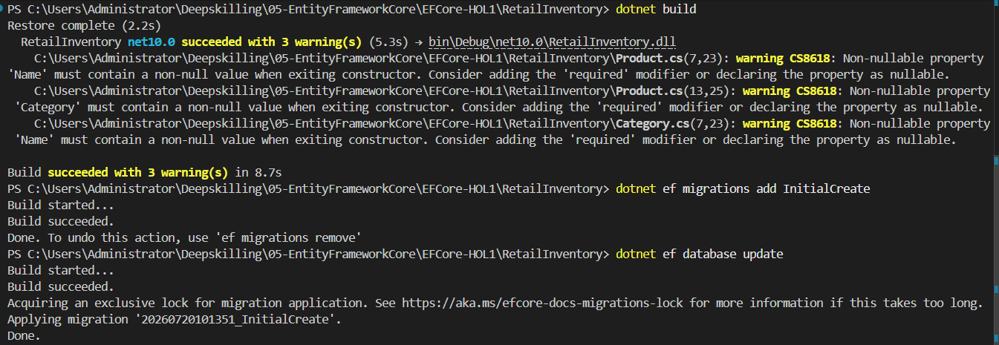 PS C:\Users\Administrator\Deepskilling\05-EntityFrameworkCore\EFCore-HOL1\RetailInventory> dotnet build
Restore complete (2.2s)
  RetailInventory net10.0 succeeded with 3 warning(s) (5.3s) → bin\Debug\net10.0\RetailInventory.dll
    C:\Users\Administrator\Deepskilling\05-EntityFrameworkCore\EFCore-HOL1\RetailInventory\Product.cs(7,23): warning CS8618: Non-nullable property
'Name' must contain a non-null value when exiting constructor. Consider adding the 'required' modifier or declaring the property as nullable.
    C:\Users\Administrator\Deepskilling\05-EntityFrameworkCore\EFCore-HOL1\RetailInventory\Product.cs(13,25): warning CS8618: Non-nullable property
 'Category' must contain a non-null value when exiting constructor. Consider adding the 'required' modifier or declaring the property as nullable.
    C:\Users\Administrator\Deepskilling\05-EntityFrameworkCore\EFCore-HOL1\RetailInventory\Category.cs(7,23): warning CS8618: Non-nullable property
 'Name' must contain a non-null value when exiting constructor. Consider adding the 'required' modifier or declaring the property as nullable.

Build succeeded with 3 warning(s) in 8.7s
PS C:\Users\Administrator\Deepskilling\05-EntityFrameworkCore\EFCore-HOL1\RetailInventory> dotnet ef migrations add InitialCreate
Build started...
Build succeeded.
Done. To undo this action, use 'ef migrations remove'
PS C:\Users\Administrator\Deepskilling\05-EntityFrameworkCore\EFCore-HOL1\RetailInventory> dotnet ef database update
Build started...
Build succeeded.
Acquiring an exclusive lock for migration application. See https://aka.ms/efcore-docs-migrations-lock for more information if this takes too long.
Applying migration '20260720101351_InitialCreate'.
Done.